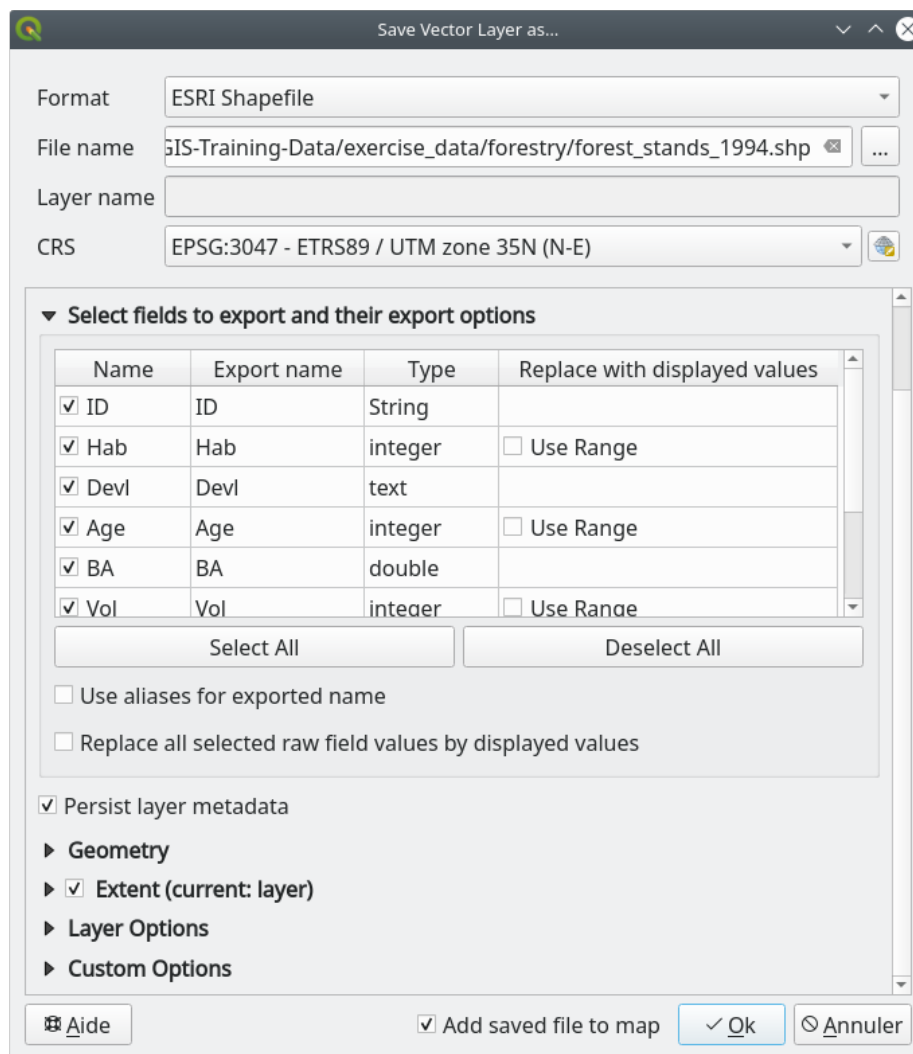 Save Vector Layer as...
Format ESRI Shapefile
File name GIS-Training-Data/exercise_data/forestry/forest_stands_1994.shp ...
Layer name
CRS EPSG:3047 - ETRS89 / UTM zone 35N (N-E)
Select fields to export and their export options
Name Export name Type Replace with displayed values
ID ID String
Hab Hab integer Use Range
Devl Devl text
Age Age integer Use Range
BA BA double
Vol Vol integer Use Range
Select All Deselect All
Use aliases for exported name
Replace all selected raw field values by displayed values
Persist layer metadata
Geometry
Extent (current: layer)
Layer Options
Custom Options
Aide Add saved file to map Ok Annuler